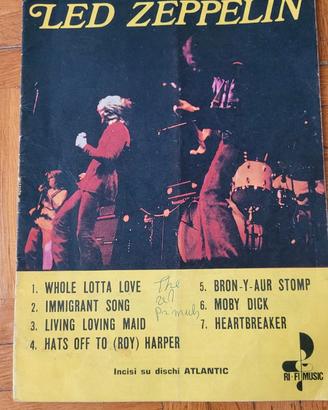 LED ZEPPELIN
1. WHOLE LOTTA LOVE
2. IMMIGRANT SONG
3. LIVING LOVING MAID
4. HATS OFF TO (ROY) HARPER
The
5. BRON-Y-AUR STOMP
6. MOBY DICK
7. HEARTBREAKER
Incisi su dischi ATLANTIC
RI-FI MUSIC